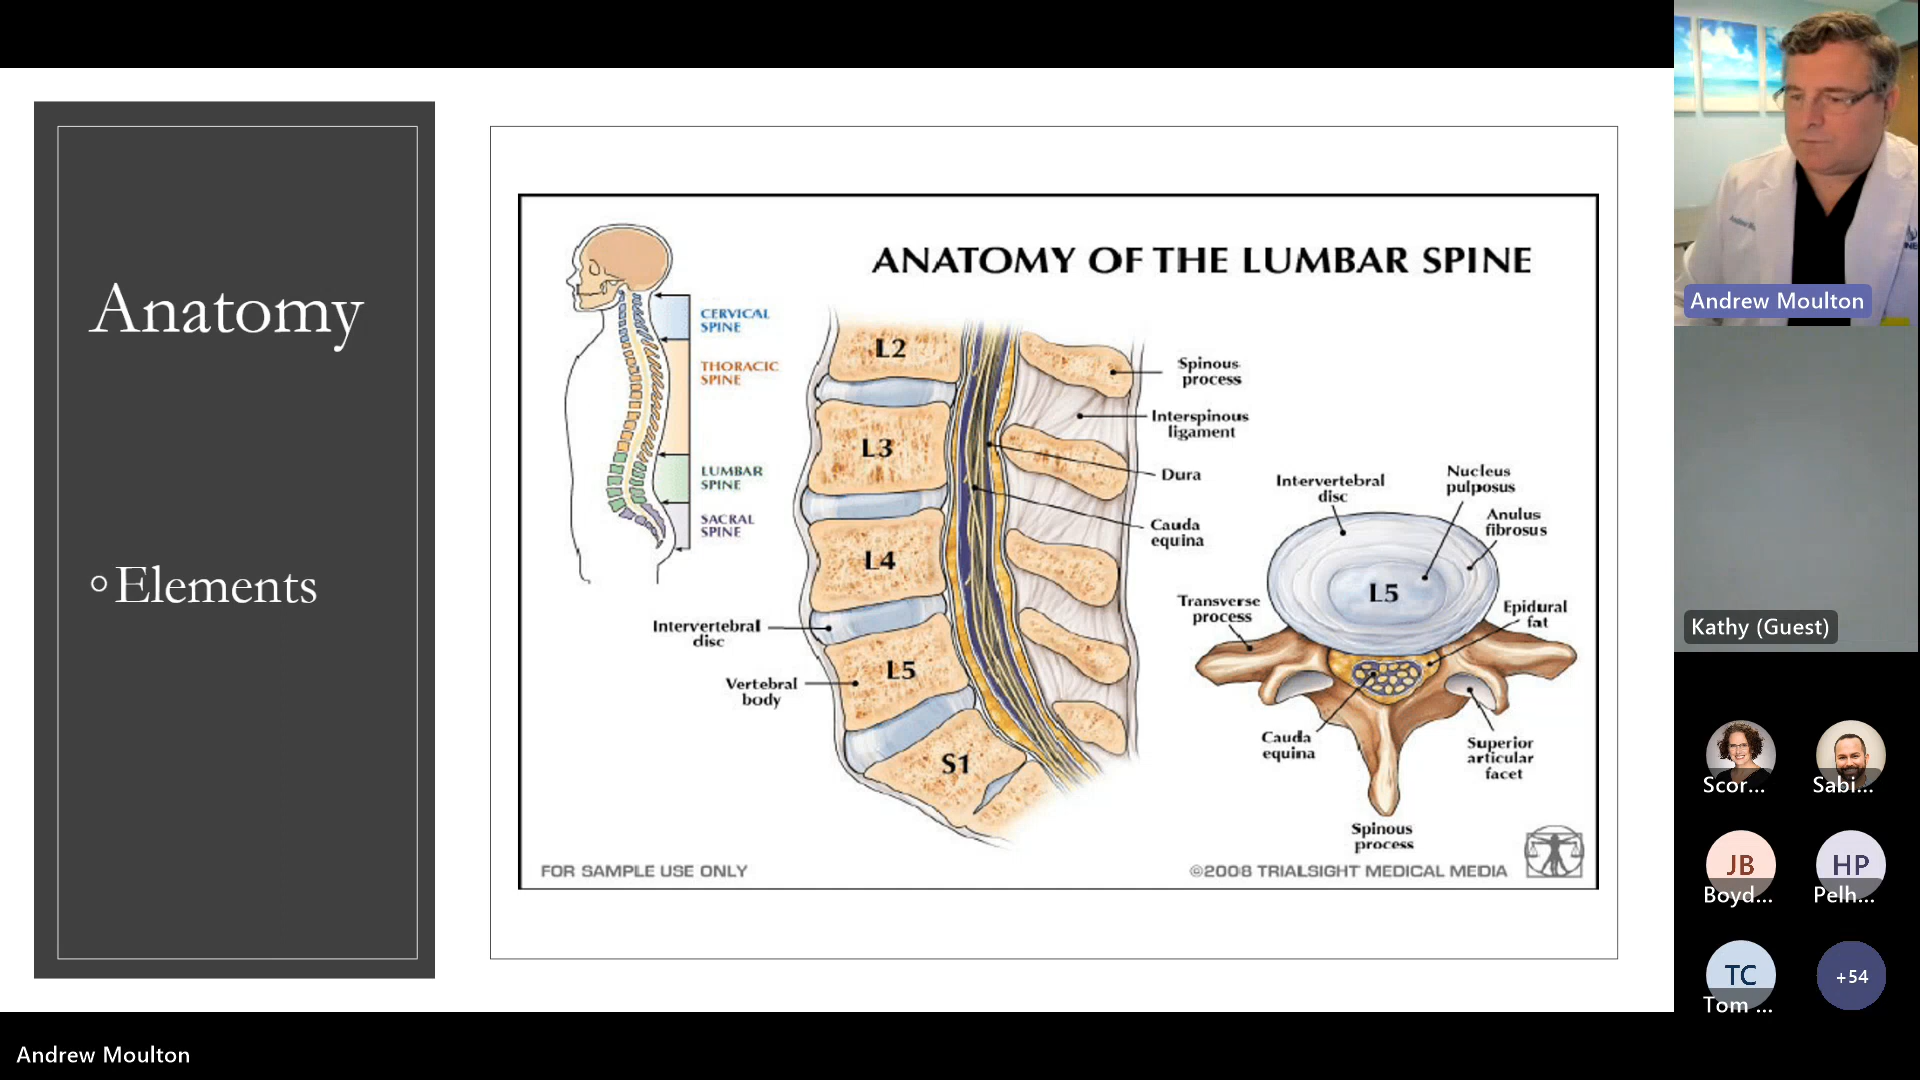 Anatomy
◦Elements
ANATOMY OF THE LUMBAR SPINE
CERVICAL
SPINE
THORACIC
SPINE
LUMBAR
SPINE
SACRAL
SPINE
L2
L3
L4
L5
S1
Spinous
process
Interspinous
ligament
Dura
Cauda
equina
Intervertebral
disc
Vertebral
body
Intervertebral
disc
Nucleus
pulposus
Anulus
fibrosus
L5
Transverse
process
Epidural
fat
Cauda
equina
Superior
articular
facet
Spinous
process
FOR SAMPLE USE ONLY
©2008 TRIALSIGHT MEDICAL MEDIA
Andrew Moulton
Kathy (Guest)
Scor...
Sabi...
JB
Boyd...
HP
Pelh...
TC
Tom ...
+54
Andrew Moulton